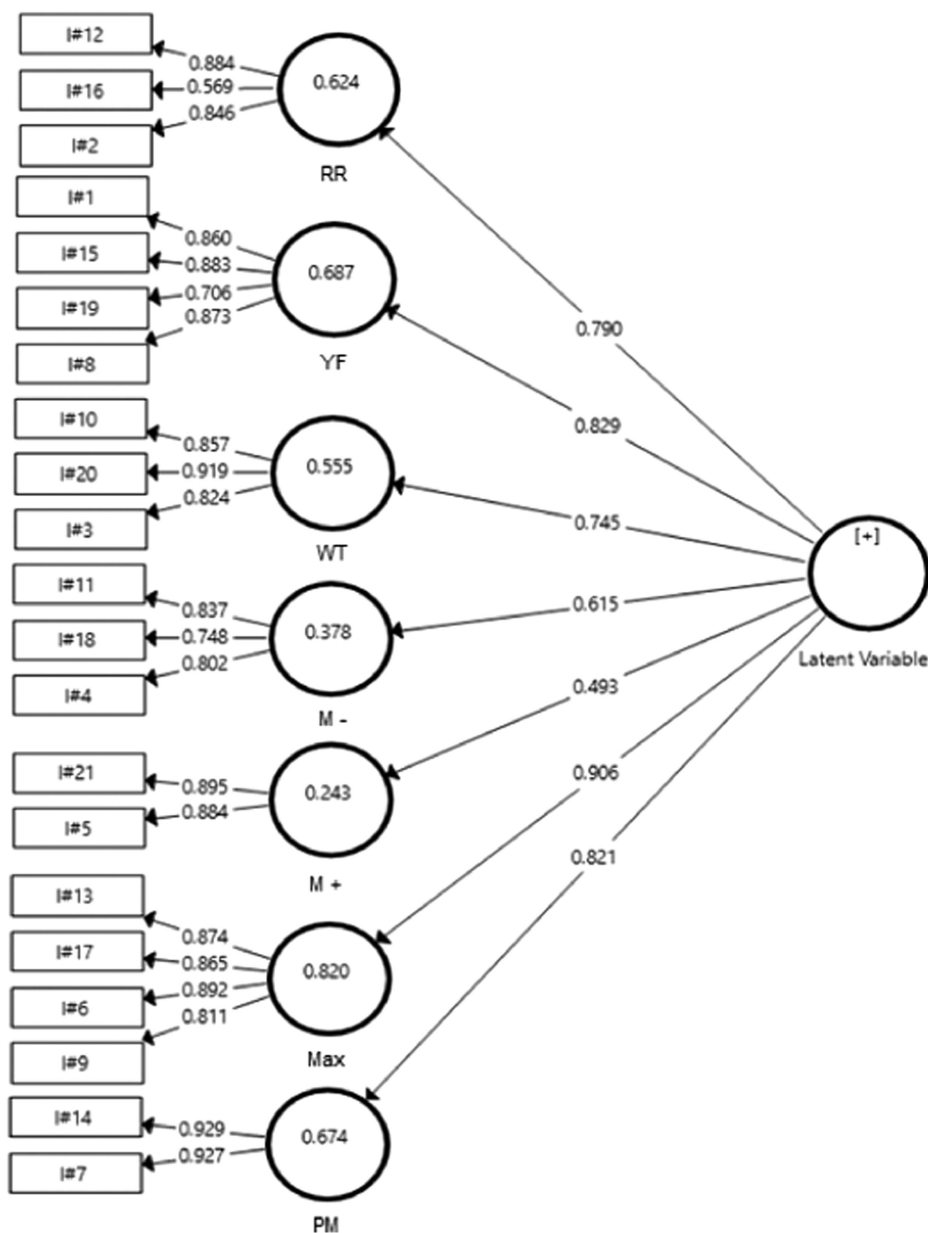 I#12
0.884
0.624
I#16
0.569
0.846
I#2
RR
I#1
0.860
I#15
0.883
0.687
I#19
0.706
0.873
I#8
YF
0.790
I#10
0.829
0.857
0.555
I#20
0.919
0.824
I#3
WT
0.745
[+]
I#11
0.837
0.378
0.615
I#18
0.748
0.802
Latent Variable
I#4
M -
0.493
I#21
0.895
0.243
0.906
I#5
0.884
M +
0.821
I#13
0.874
I#17
0.865
0.820
I#6
0.892
0.811
I#9
Max
I#14
0.929
0.674
0.927
I#7
PM